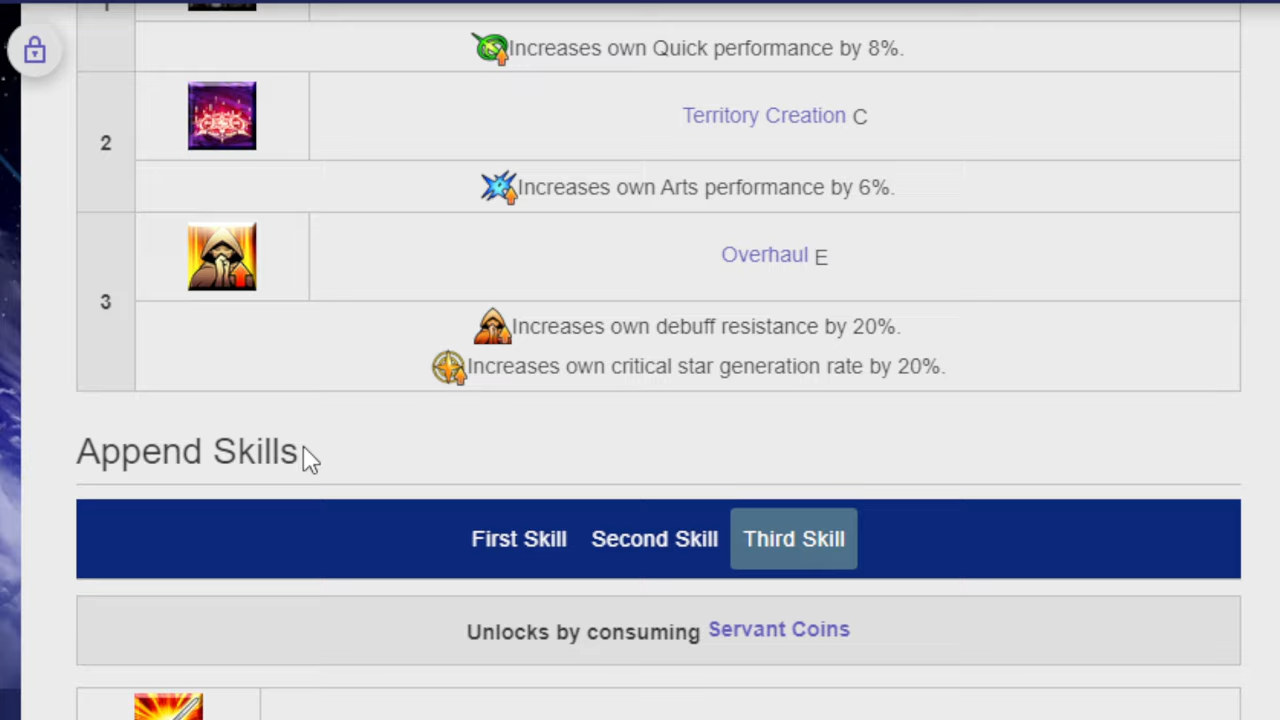 Increases own Quick performance by 8%.
2
Territory Creation C
Increases own Arts performance by 6%.
3
Overhaul E
Increases own debuff resistance by 20%.
Increases own critical star generation rate by 20%.
Append Skills
First Skill Second Skill Third Skill
Unlocks by consuming Servant Coins